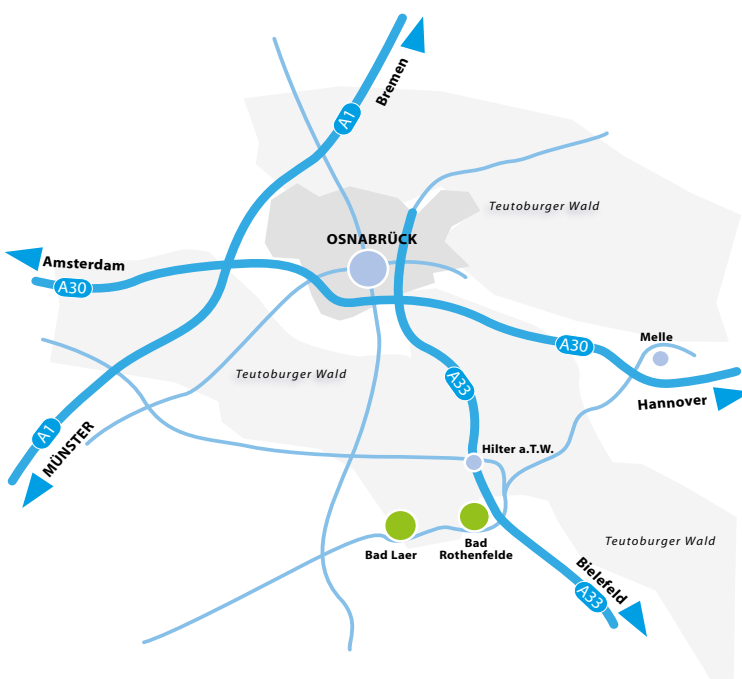 Bremen
A1
Teutoburger Wald
OSNABRÜCK
Amsterdam
A30
Melle
A30
Teutoburger Wald
A33
Hannover
A1
MÜNSTER
Hilter a.T.W.
Bad Laer
Bad
Rothenfelde
Teutoburger Wald
Bielefeld
A33